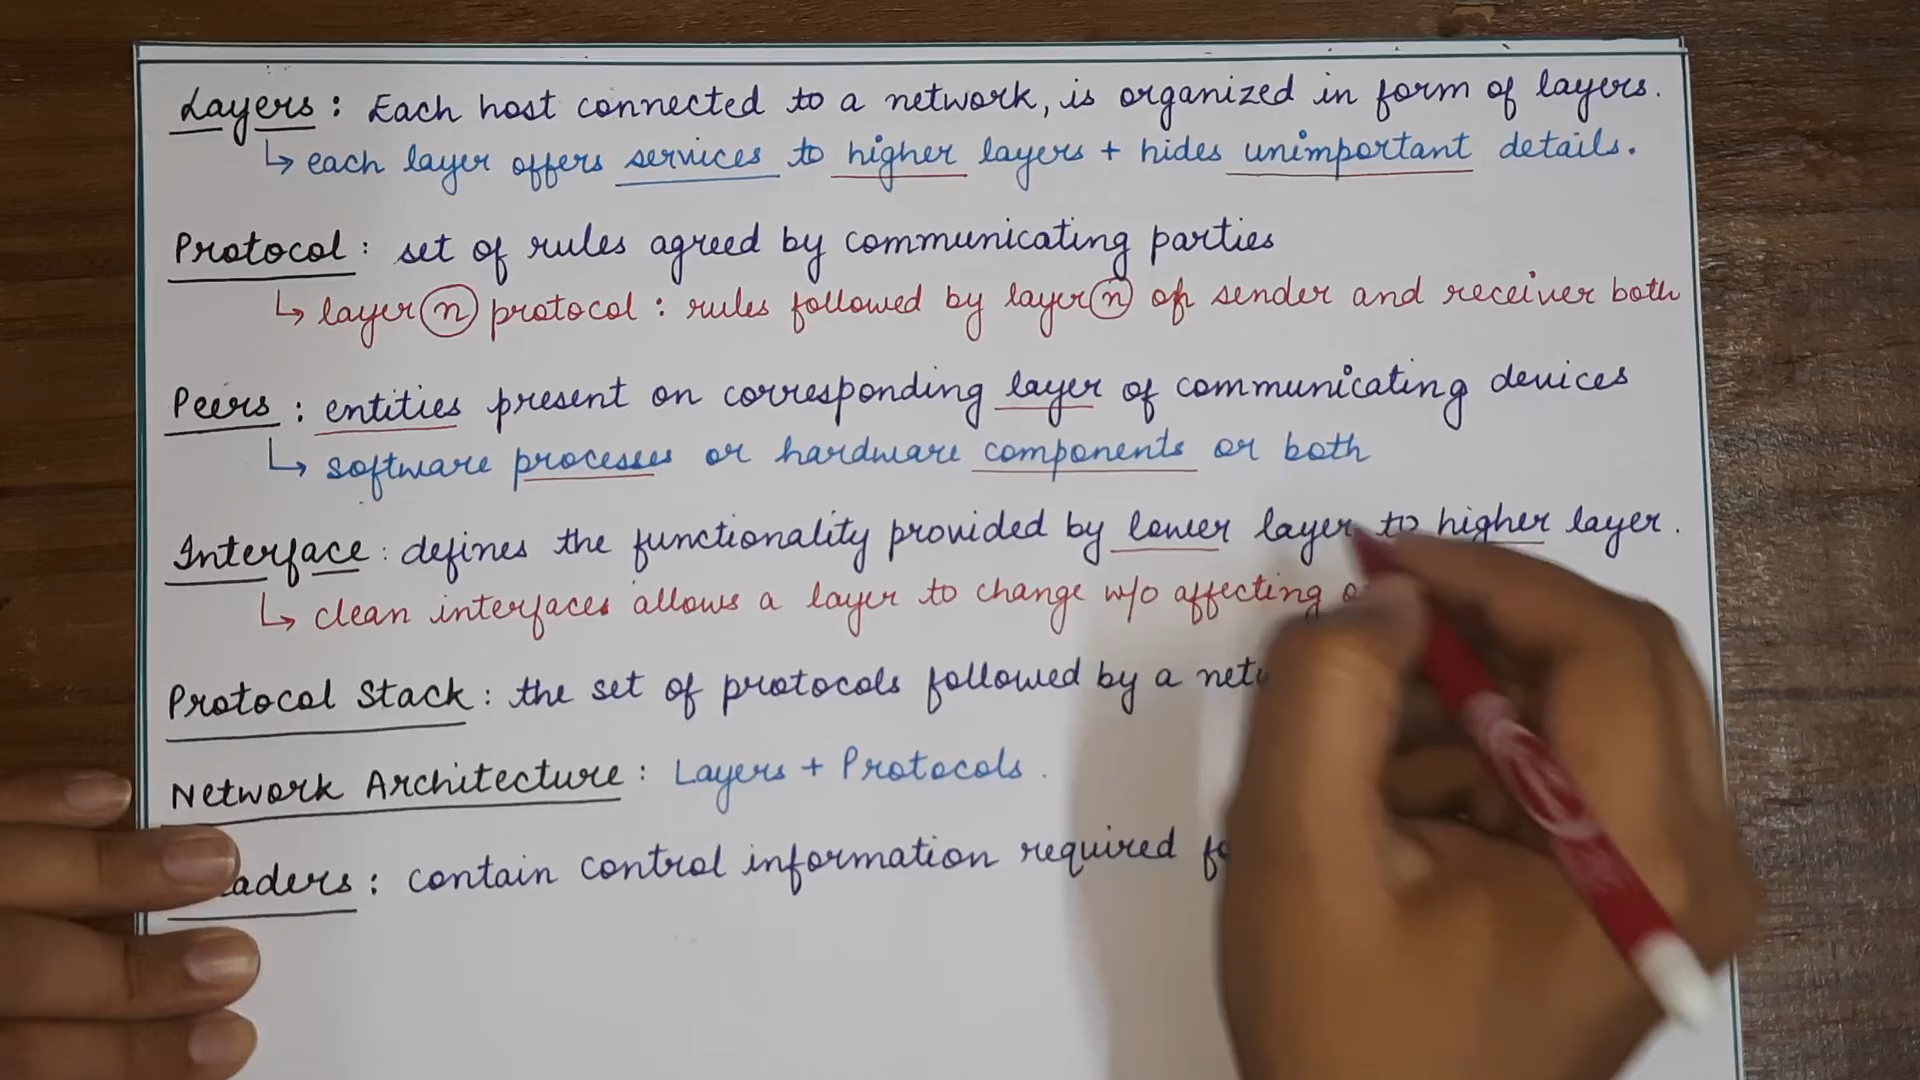 Layers : Each host connected to a network, is organized in form of layers.
↳ each layer offers services to higher layers + hides unimportant details.
Protocol : set of rules agreed by communicating parties
↳ layer n protocol : rules followed by layer n of sender and receiver both
Peers : entities present on corresponding layer of communicating devices
↳ software processes or hardware components or both
Interface : defines the functionality provided by lower layer to higher layer.
↳ clean interfaces allows a layer to change w/o affecting
Protocol Stack : the set of protocols followed by a
Network Architecture : Layers + Protocols.
: contain control information required